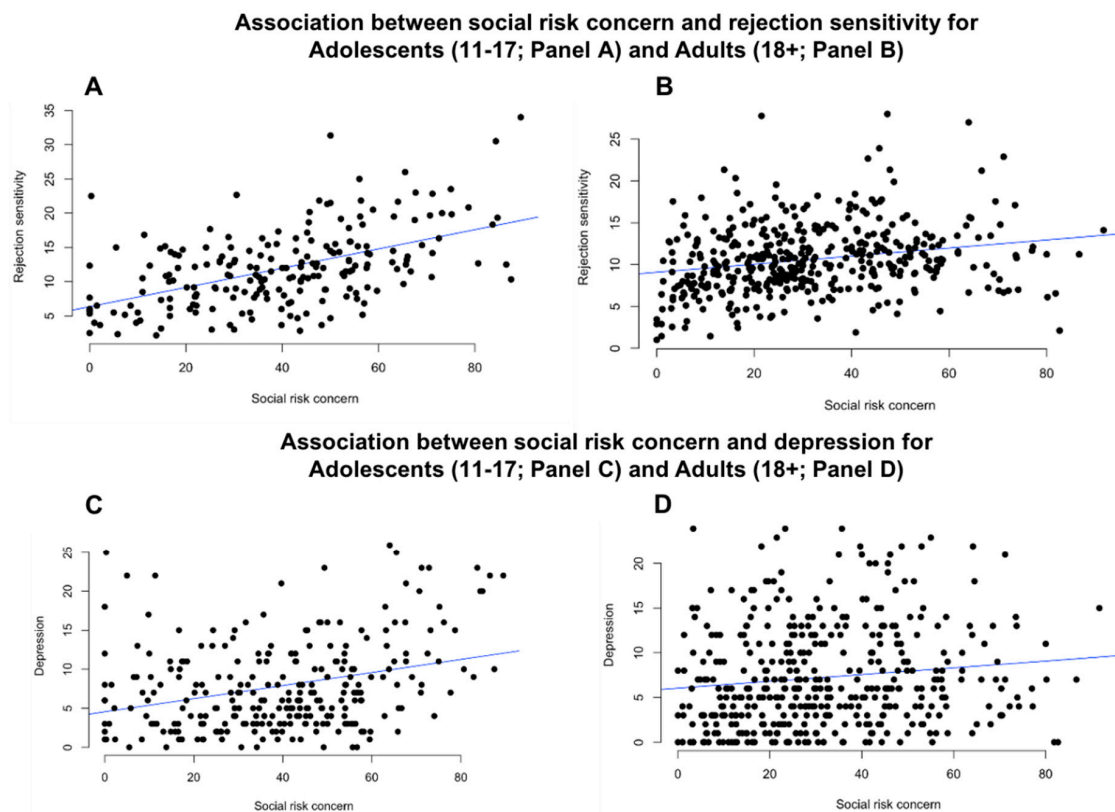 Association between social risk concern and rejection sensitivity for
Adolescents (11-17; Panel A) and Adults (18+; Panel B)
A
B
Rejection sensitivity
35
30
25
20
15
10
5
0
20
40
60
80
Social risk concern
Rejection sensitivity
25
20
15
10
5
0
0
20
40
60
80
Social risk concern
Association between social risk concern and depression for
Adolescents (11-17; Panel C) and Adults (18+; Panel D)
C
D
Depression
25
20
15
10
5
0
0
20
40
60
80
Social risk concern
Depression
20
15
10
5
0
0
20
40
60
80
Social risk concern